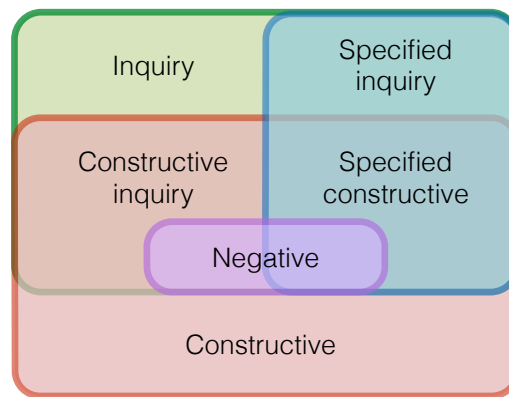 Inquiry
Specified
inquiry
Constructive
inquiry
Specified
constructive
Negative
Constructive